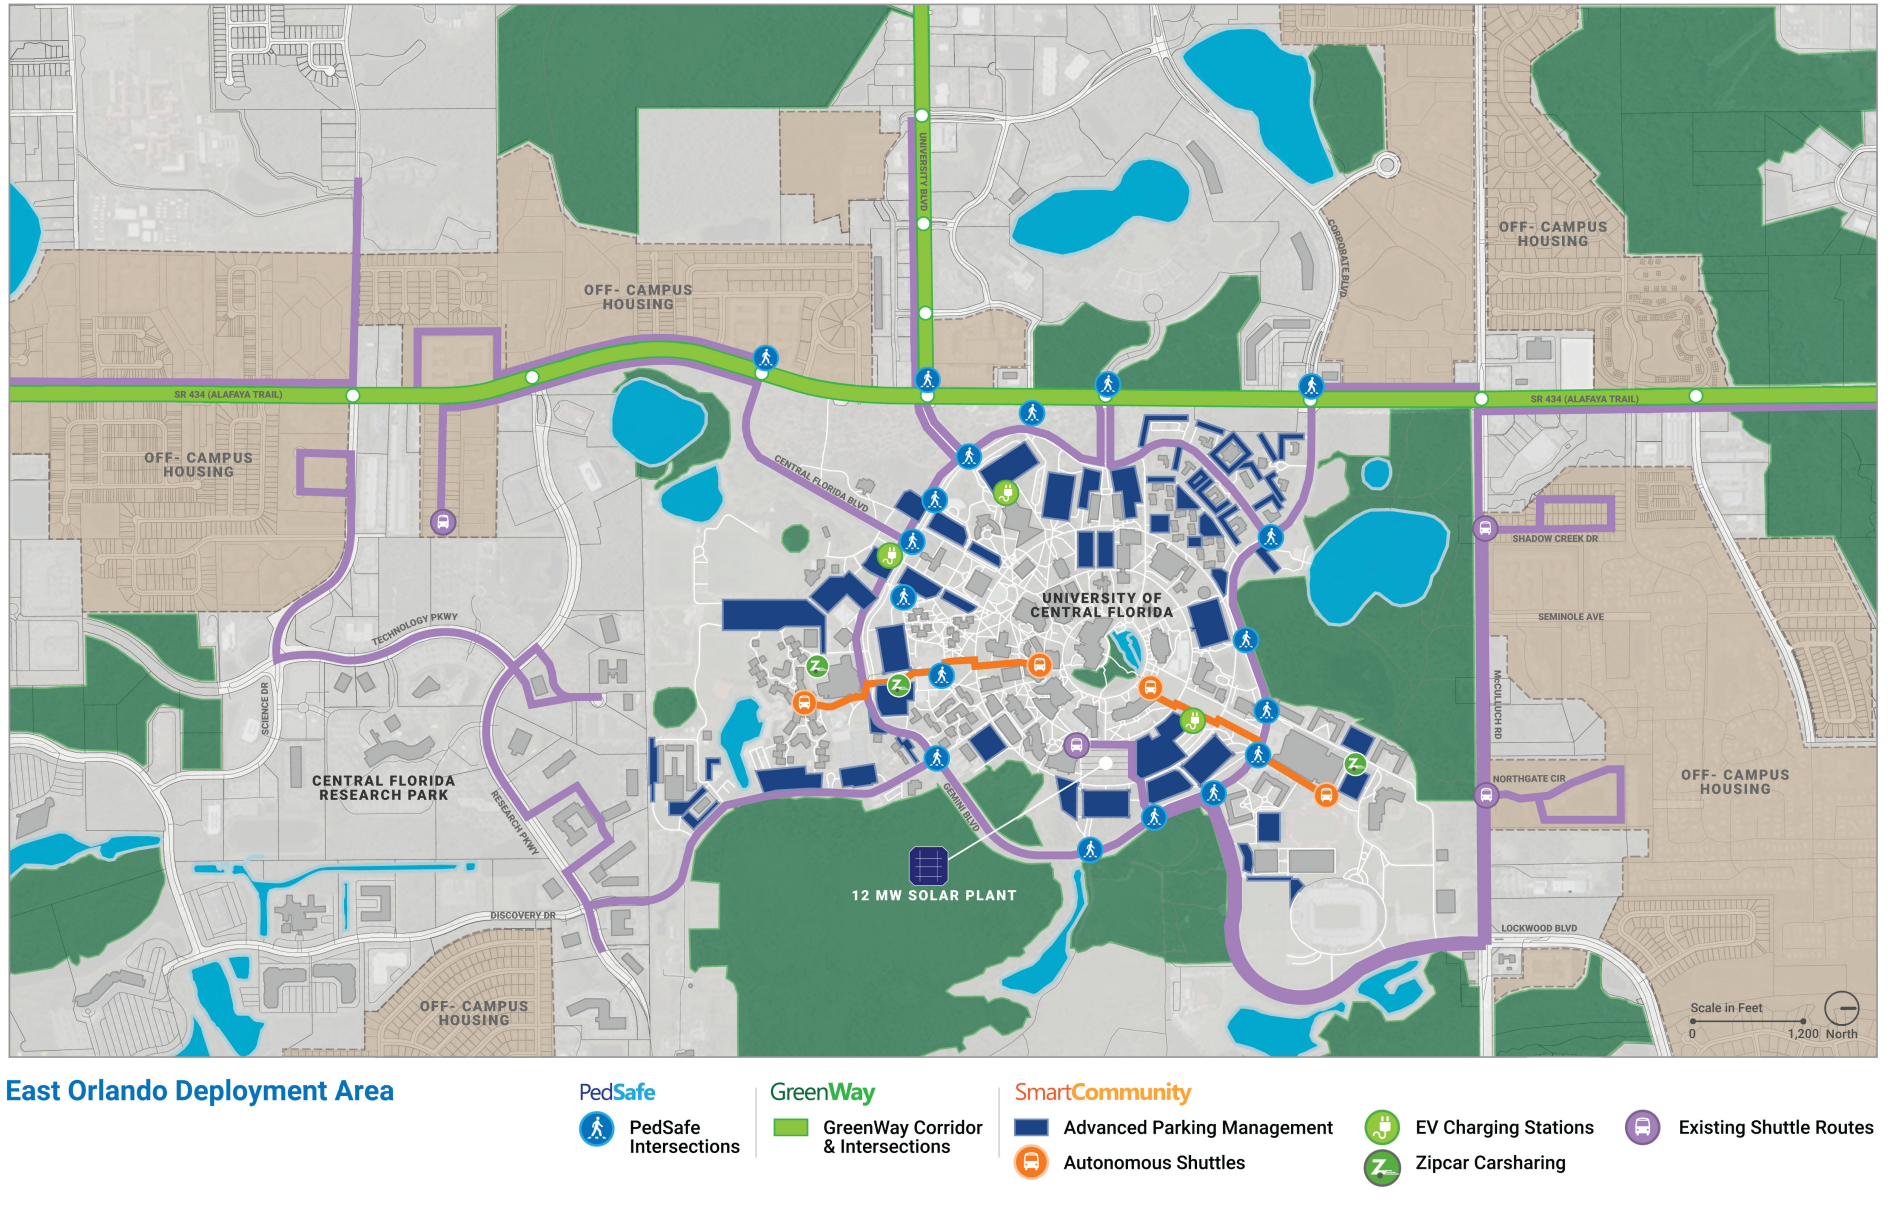 UNIVERSITY BLVD
CORPORATE BLVD
OFF- CAMPUS
HOUSING
OFF- CAMPUS
HOUSING
SR 434 (ALAFAYA TRAIL)
SR 434 (ALAFAYA TRAIL)
OFF- CAMPUS
HOUSING
CENTRAL FLORIDA BLVD
SHADOW CREEK DR
UNIVERSITY OF
CENTRAL FLORIDA
SEMINOLE AVE
TECHNOLOGY PKWY
SCIENCE DR
McCULLUCH RD
CENTRAL FLORIDA
RESEARCH PARK
NORTHGATE CIR
OFF- CAMPUS
HOUSING
RESEARCH PKWY
GEMINI BLVD
12 MW SOLAR PLANT
DISCOVERY DR
LOCKWOOD BLVD
OFF- CAMPUS
HOUSING
Scale in Feet
0 1,200 North
East Orlando Deployment Area
PedSafe
PedSafe
Intersections
GreenWay
GreenWay Corridor
& Intersections
SmartCommunity
Advanced Parking Management
Autonomous Shuttles
EV Charging Stations
Zipcar Carsharing
Existing Shuttle Routes